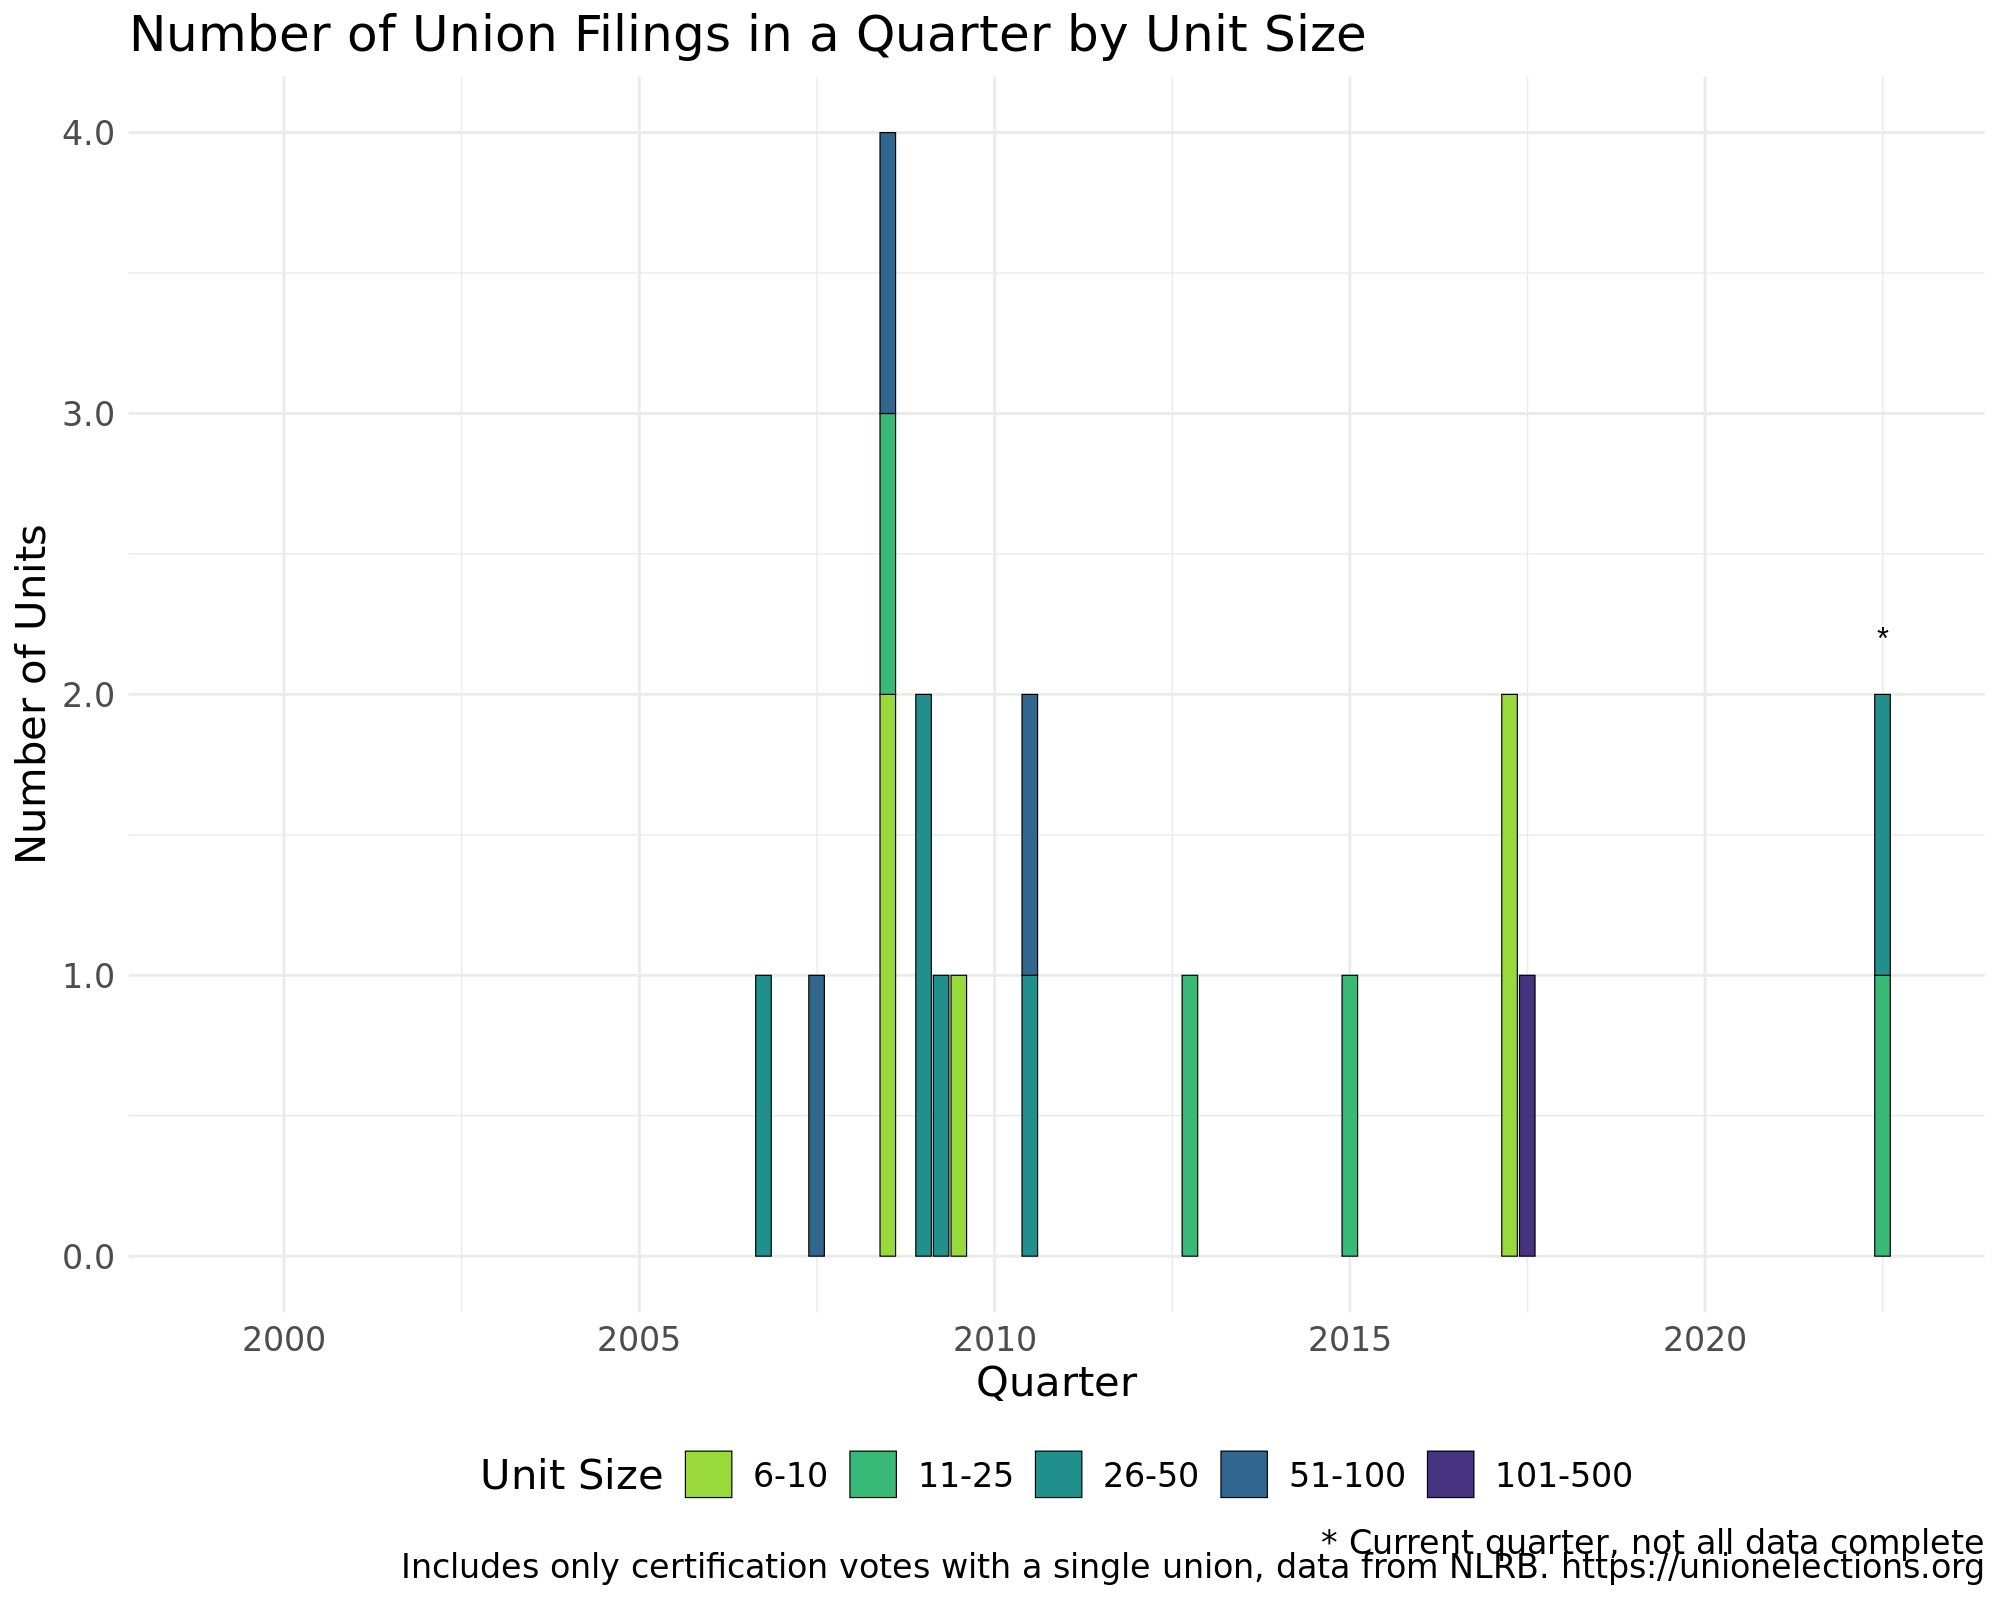 Number of Union Filings in a Quarter by Unit Size
Number of Units
4.0
3.0
*
2.0
1.0
0.0
2000 2005 2010 2015 2020
Quarter
Unit Size 6-10 11-25 26-50 51-100 101-500
* Current quarter, not all data complete
Includes only certification votes with a single union, data from NLRB. https://unionelections.org